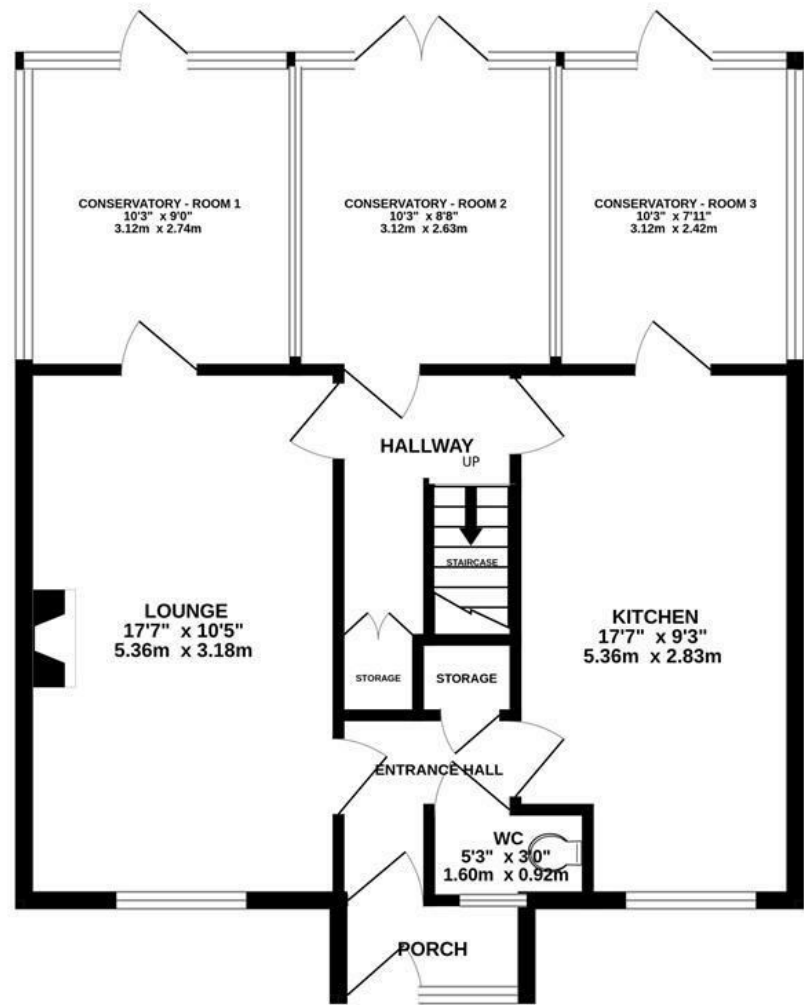 CONSERVATORY - ROOM 1
10'3" x 9'0"
3.12m x 2.74m
CONSERVATORY - ROOM 2
10'3" x 8'8"
3.12m x 2.63m
CONSERVATORY - ROOM 3
10'3" x 7'11"
3.12m x 2.42m
HALLWAY
UP
STAIRCASE
LOUNGE
17'7" x 10'5"
5.36m x 3.18m
KITCHEN
17'7" x 9'3"
5.36m x 2.83m
STORAGE
STORAGE
ENTRANCE HALL
WC
5'3" x 3'0"
1.60m x 0.92m
PORCH